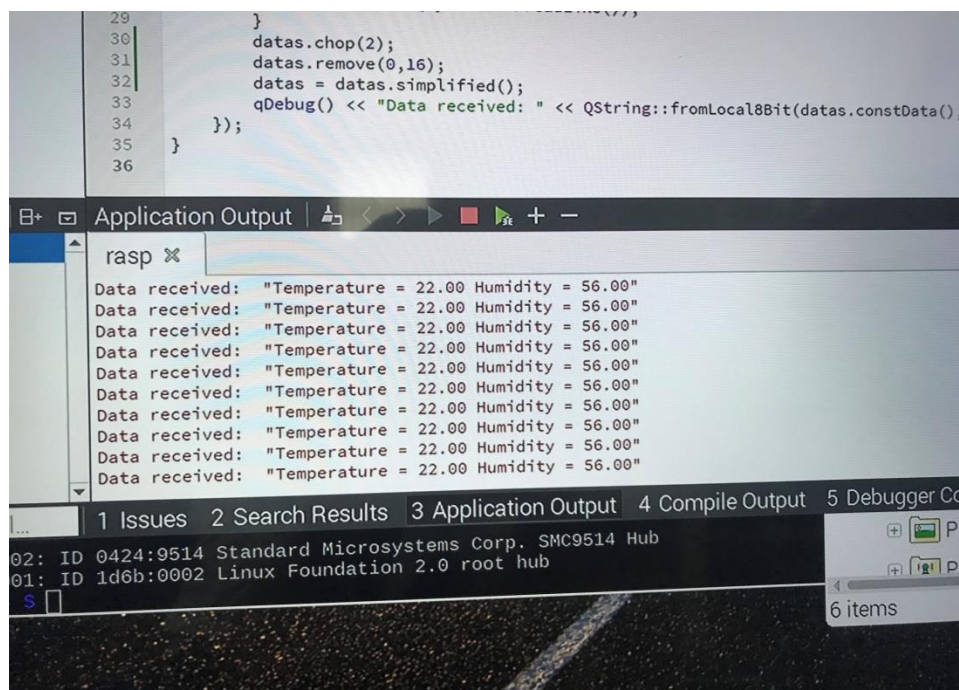 29 }
30 datas.chop(2);
31 datas.remove(0,16);
32 datas = datas.simplified();
33 qDebug() << "Data received: " << QString::fromLocal8Bit(datas.constData()
34 });
35 }
36
Application Output
rasp
Data received: "Temperature = 22.00 Humidity = 56.00"
Data received: "Temperature = 22.00 Humidity = 56.00"
Data received: "Temperature = 22.00 Humidity = 56.00"
Data received: "Temperature = 22.00 Humidity = 56.00"
Data received: "Temperature = 22.00 Humidity = 56.00"
Data received: "Temperature = 22.00 Humidity = 56.00"
Data received: "Temperature = 22.00 Humidity = 56.00"
Data received: "Temperature = 22.00 Humidity = 56.00"
Data received: "Temperature = 22.00 Humidity = 56.00"
Data received: "Temperature = 22.00 Humidity = 56.00"
1 Issues 2 Search Results 3 Application Output 4 Compile Output 5 Debugger Co
02: ID 0424:9514 Standard Microsystems Corp. SMC9514 Hub
01: ID 1d6b:0002 Linux Foundation 2.0 root hub
$
P
P
6 items